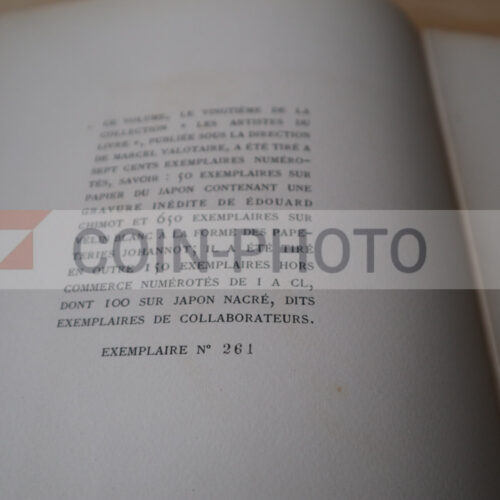 CE VOLUME, LE VINGTIÈME DE LA
COLLECTION « LES ARTISTES DU
LIVRE », PUBLIÉE SOUS LA DIRECTION
DE MARCEL VALOTAIRE, A ÉTÉ TIRÉ A
SEPT CENTS EXEMPLAIRES NUMÉRO-
TÉS, SAVOIR : 50 EXEMPLAIRES SUR
PAPIER DU JAPON CONTENANT UNE
GRAVURE INÉDITE DE ÉDOUARD
CHIMOT ET 650 EXEMPLAIRES SUR
VÉLIN BLANC A LA FORME DES PAPE-
TERIES JOHANNOT; IL A ÉTÉ TIRÉ
EN OUTRE 150 EXEMPLAIRES HORS
COMMERCE NUMÉROTÉS DE I A CL,
DONT 100 SUR JAPON NACRÉ, DITS
EXEMPLAIRES DE COLLABORATEURS.
EXEMPLAIRE Nº 261
COIN-PHOTO